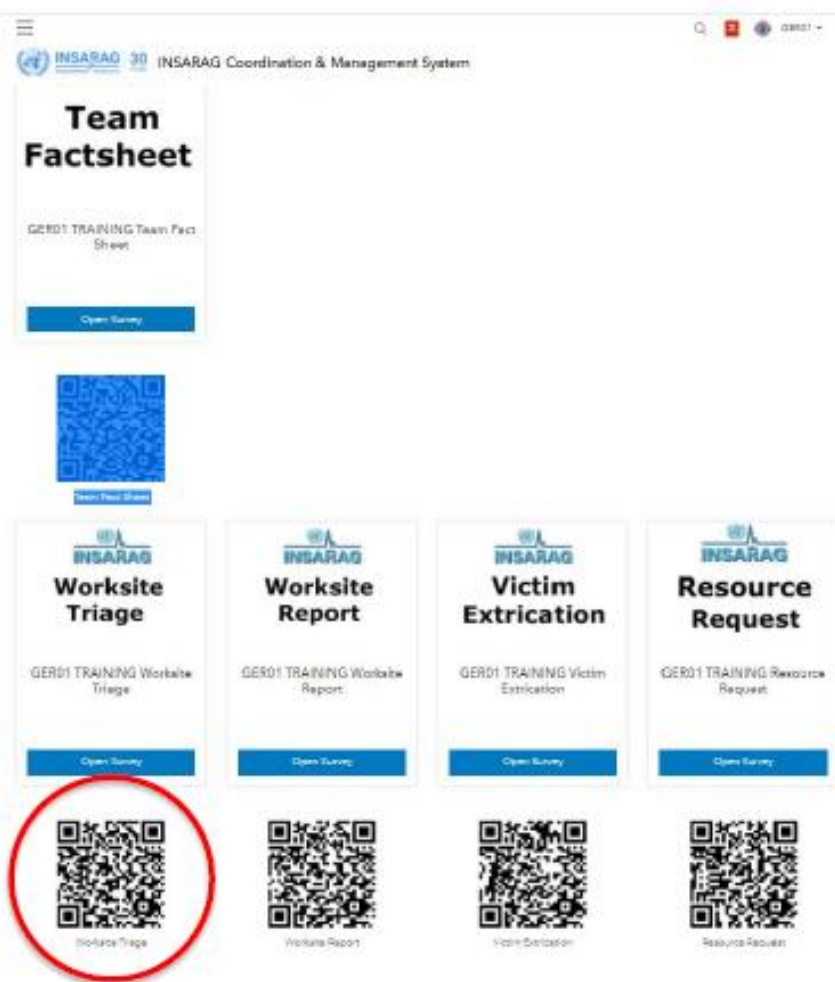 GER01
INSARAG 30 INSARAG Coordination & Management System
Team
Factsheet
GER01 TRAINING Team Fact
Sheet
Open Survey
Team Fact Sheet
INSARAG
Worksite
Triage
GER01 TRAINING Worksite
Triage
Open Survey
Worksite Triage
INSARAG
Worksite
Report
GER01 TRAINING Worksite
Report
Open Survey
Worksite Report
INSARAG
Victim
Extrication
GER01 TRAINING Victim
Extrication
Open Survey
Victim Extrication
INSARAG
Resource
Request
GER01 TRAINING Resource
Request
Open Survey
Resource Request